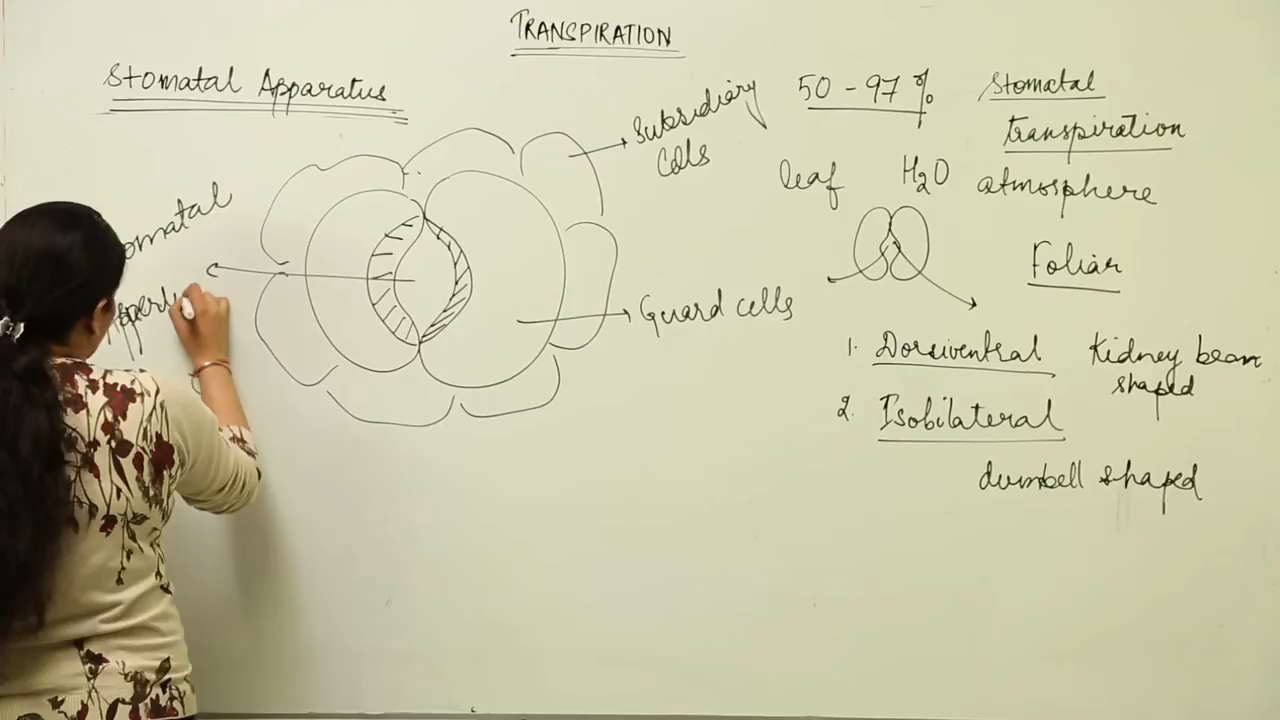 TRANSPIRATION
Stomatal Apparatus
Subsidiary
Cells
50 - 97 %
Stomatal
transpiration
leaf H2O atmosphere
Foliar
Guard cells
1. Dorsiventral
Kidney bean
shaped
2. Isobilateral
dumbell shaped